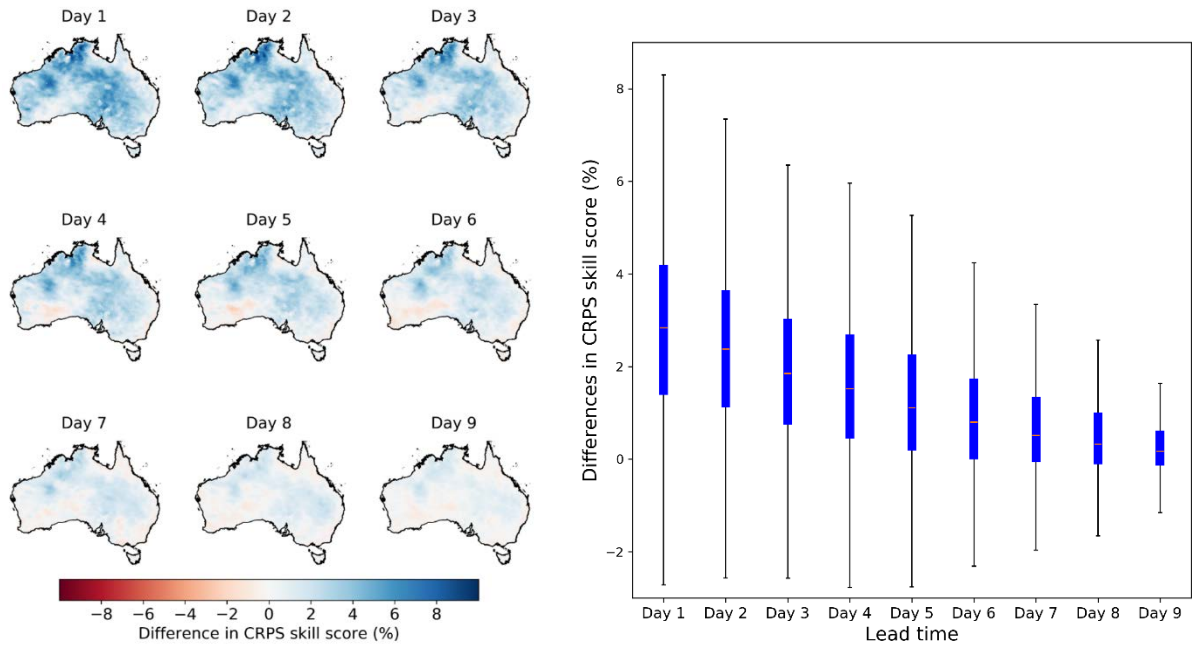 Day 1
Day 2
Day 3
Day 4
Day 5
Day 6
Day 7
Day 8
Day 9
−8 −6 −4 −2 0 2 4 6 8
Difference in CRPS skill score (%)
Differences in CRPS skill score (%)
8
6
4
2
0
−2
Day 1 Day 2 Day 3 Day 4 Day 5 Day 6 Day 7 Day 8 Day 9
Lead time